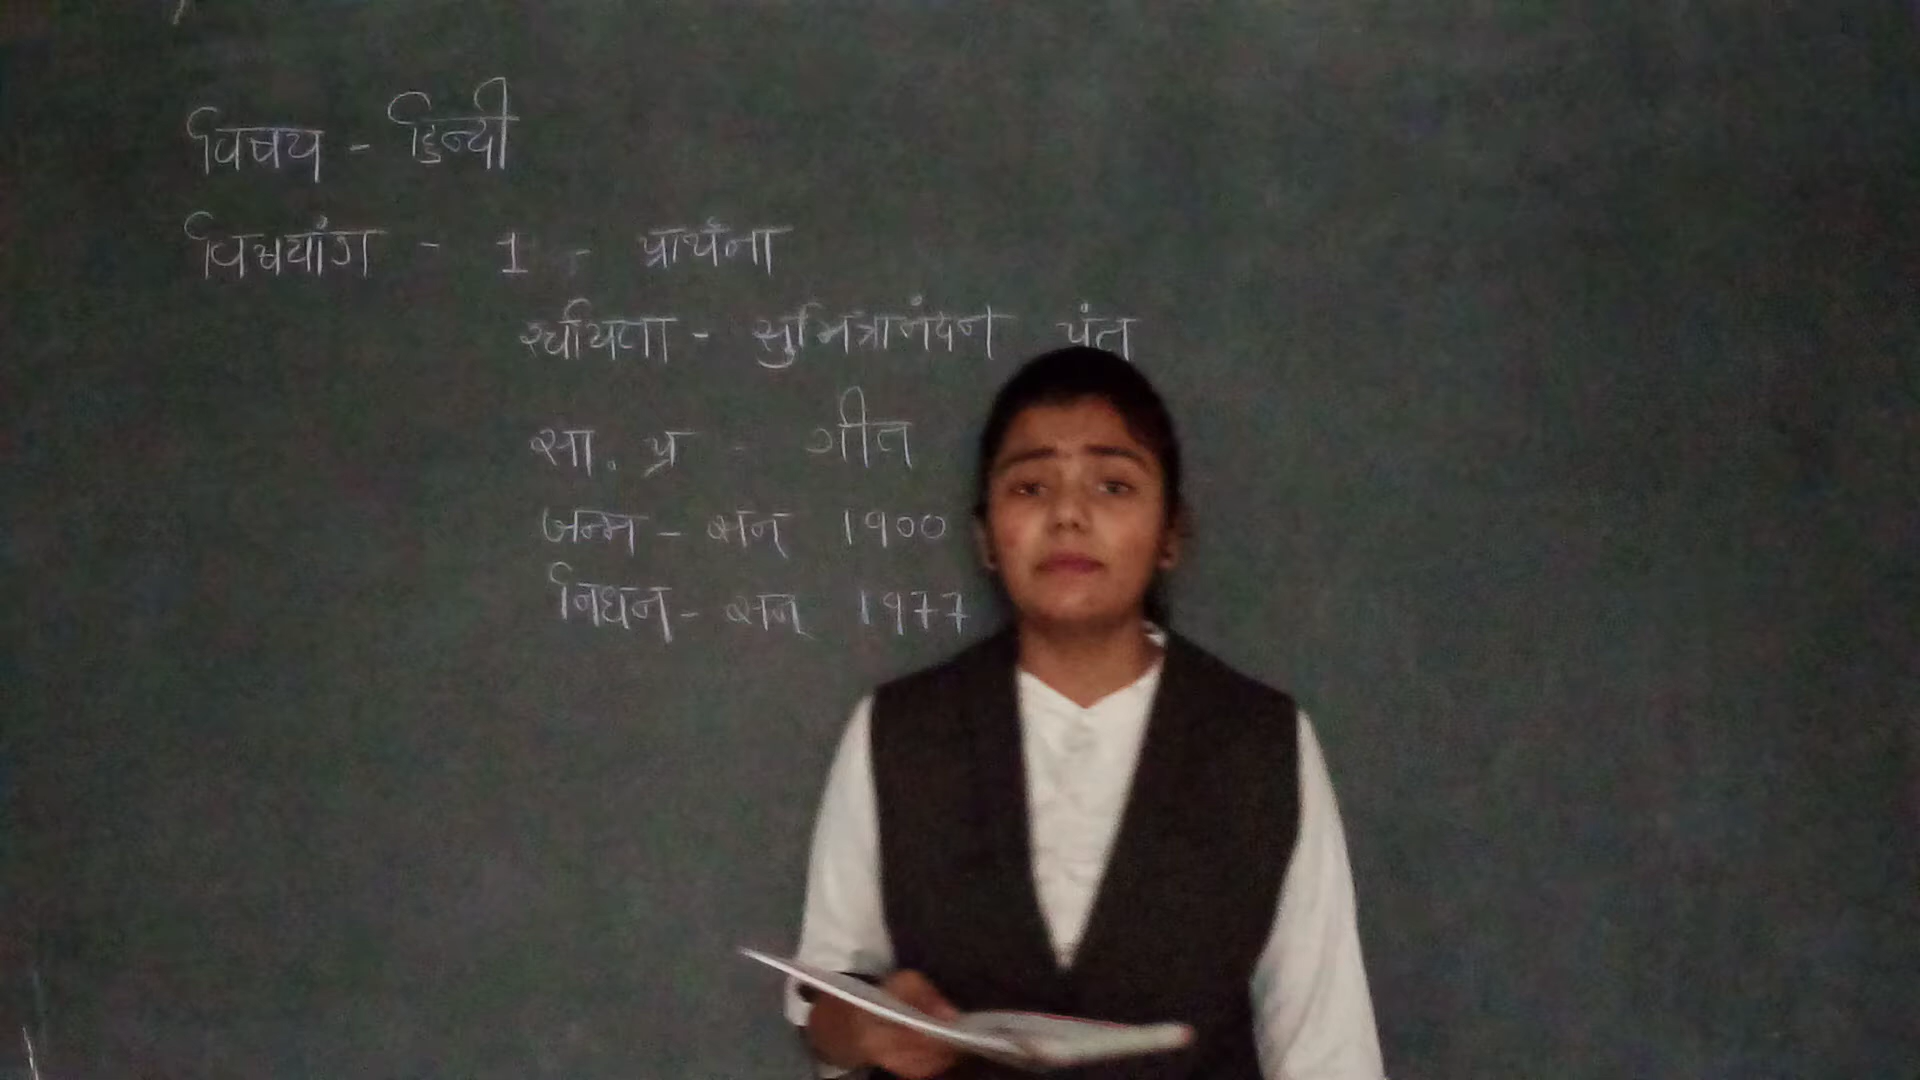 विषय - हिन्दी
विषयांग - 1 - प्रार्थना
रचयिता - सुमित्रानंदन पंत
सा. प्र - गीत
जन्म - सन् 1900
निधन - सन् 1977